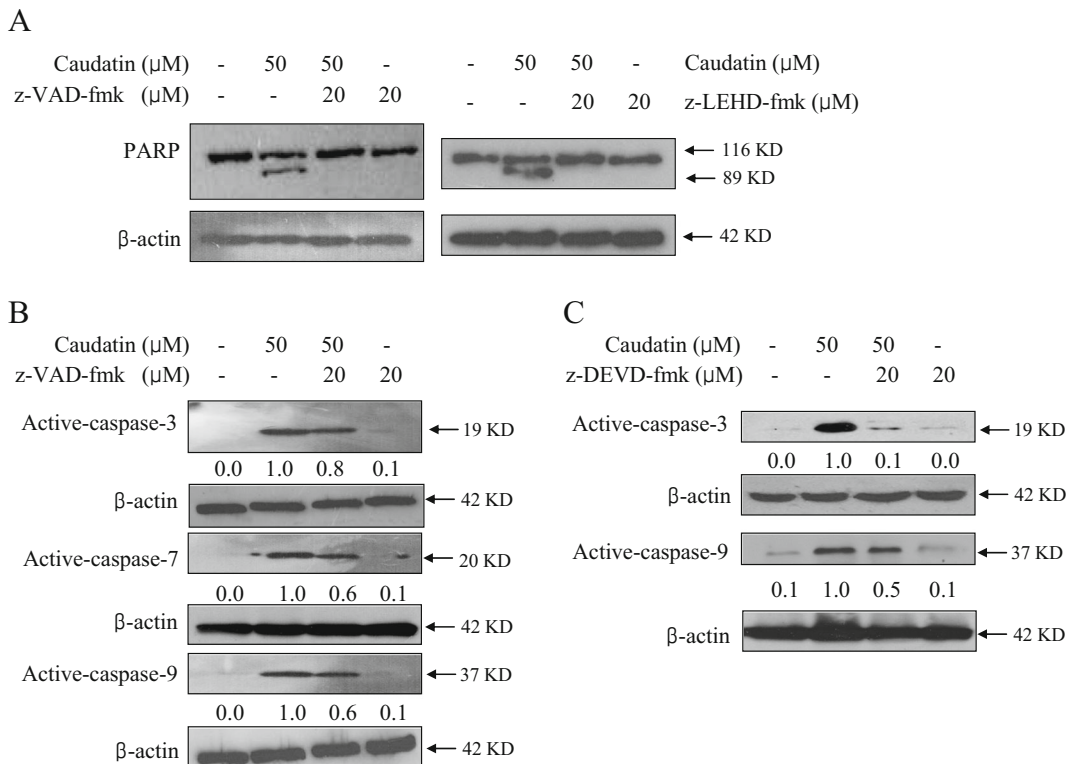 A
Caudatin (μM) - 50 50 - - 50 50 - Caudatin (μM)
z-VAD-fmk (μM) - - 20 20 - - 20 20 z-LEHD-fmk (μM)
PARP 116 KD
89 KD
β-actin 42 KD
B
Caudatin (μM) - 50 50 -
z-VAD-fmk (μM) - - 20 20
Active-caspase-3 19 KD
0.0 1.0 0.8 0.1
β-actin 42 KD
Active-caspase-7 20 KD
0.0 1.0 0.6 0.1
β-actin 42 KD
Active-caspase-9 37 KD
0.0 1.0 0.6 0.1
β-actin 42 KD
C
Caudatin (μM) - 50 50 -
z-DEVD-fmk (μM) - - 20 20
Active-caspase-3 19 KD
0.0 1.0 0.1 0.0
β-actin 42 KD
Active-caspase-9 37 KD
0.1 1.0 0.5 0.1
β-actin 42 KD